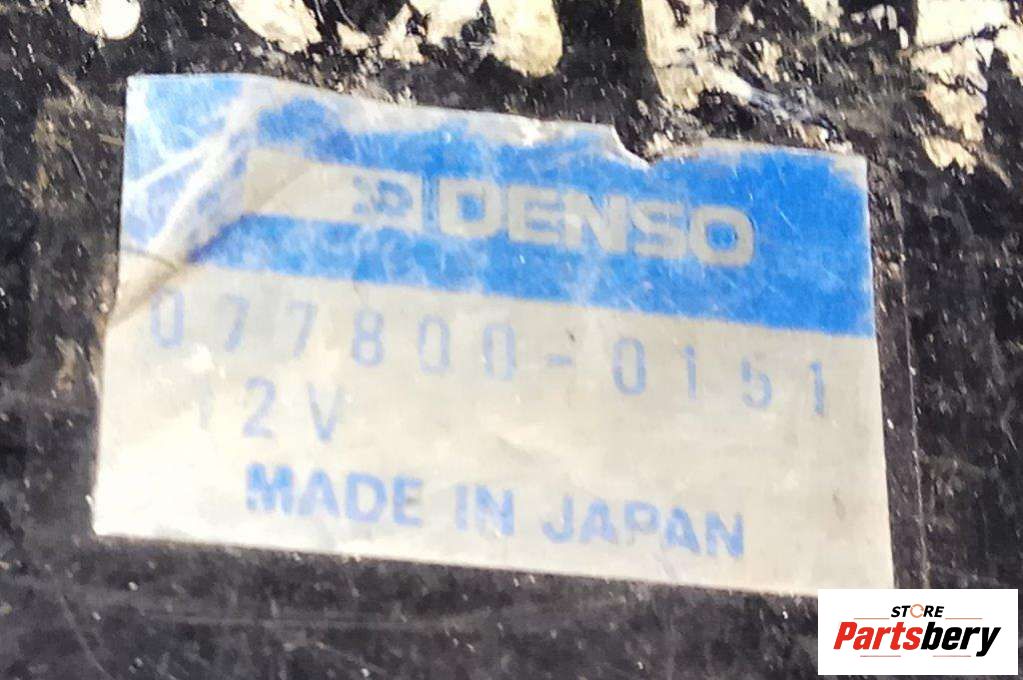 DENSO
077800-0151
12V
MADE IN JAPAN
STORE
Partsbery